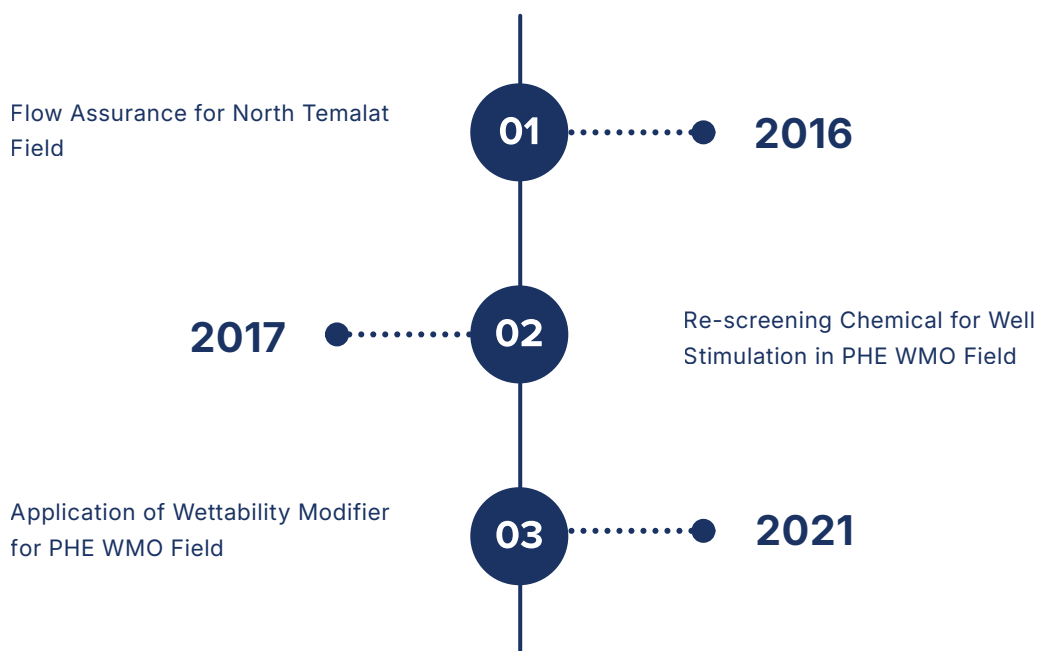 Flow Assurance for North Temalat
Field
01
2016
2017
02
Re-screening Chemical for Well
Stimulation in PHE WMO Field
Application of Wettability Modifier
for PHE WMO Field
03
2021